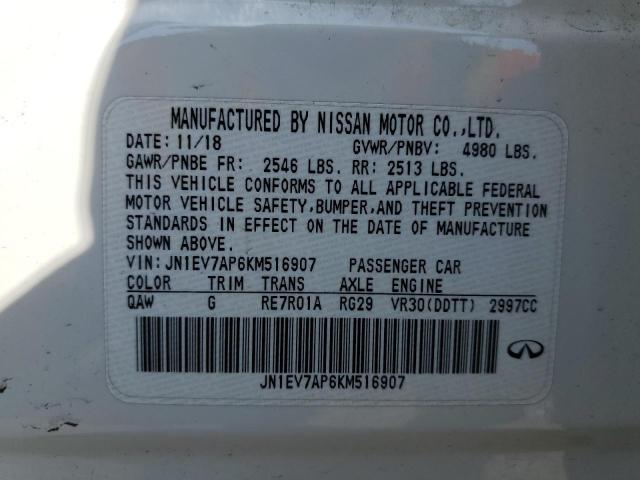 MANUFACTURED BY NISSAN MOTOR CO.,LTD.
DATE: 11/18 GVWR/PNBV: 4980 LBS.
GAWR/PNBE FR: 2546 LBS. RR: 2513 LBS.
THIS VEHICLE CONFORMS TO ALL APPLICABLE FEDERAL
MOTOR VEHICLE SAFETY,BUMPER,AND THEFT PREVENTION
STANDARDS IN EFFECT ON THE DATE OF MANUFACTURE
SHOWN ABOVE.
VIN: JN1EV7AP6KM516907 PASSENGER CAR
COLOR TRIM TRANS AXLE ENGINE
QAW G RE7R01A RG29 VR30(DDTT) 2997CC
JN1EV7AP6KM516907